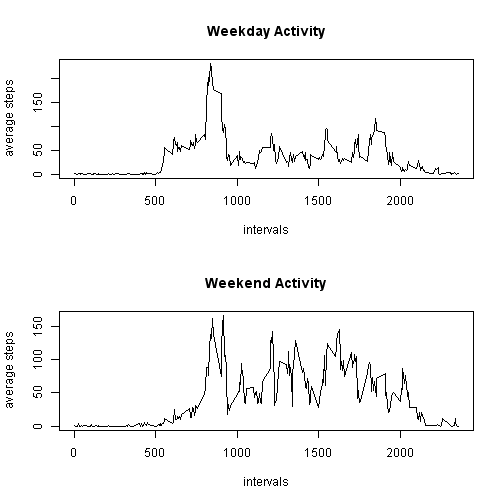 Weekday Activity
average steps
0 50 150
0 500 1000 1500 2000
intervals
Weekend Activity
average steps
0 50 100 150
0 500 1000 1500 2000
intervals